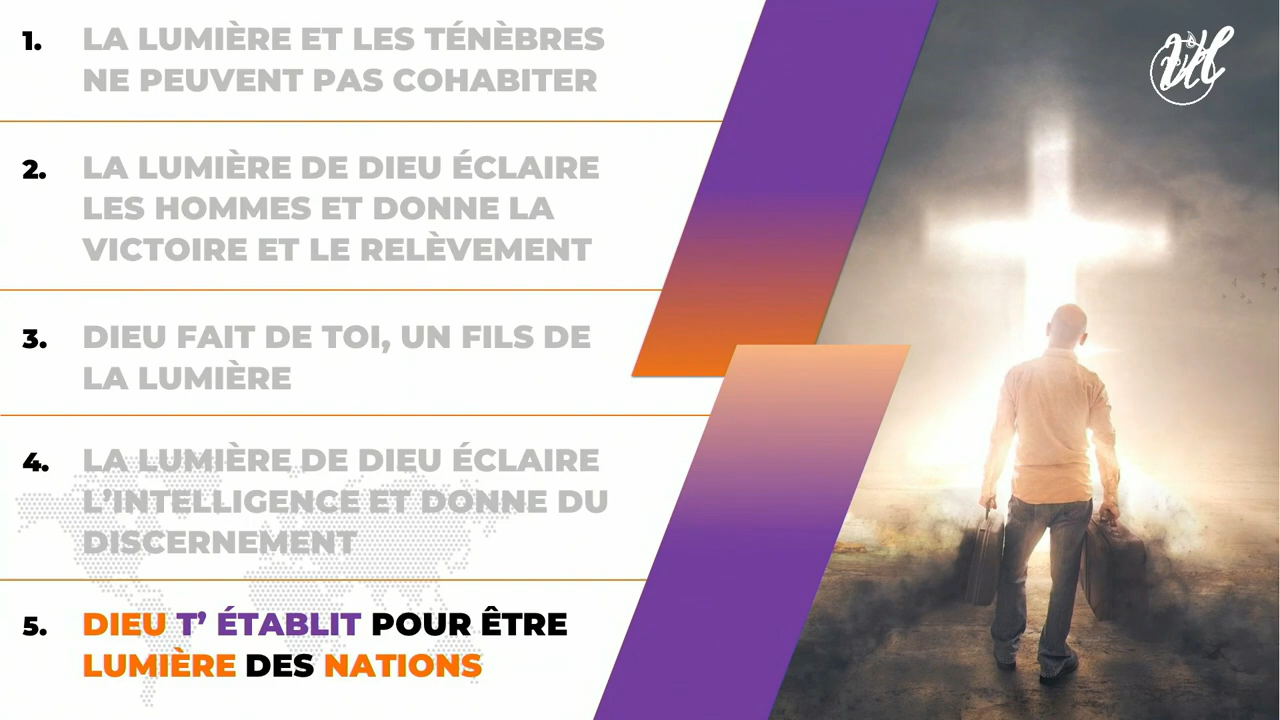 1. LA LUMIÈRE ET LES TÉNÈBRES
NE PEUVENT PAS COHABITER
2. LA LUMIÈRE DE DIEU ÉCLAIRE
LES HOMMES ET DONNE LA
VICTOIRE ET LE RELÈVEMENT
3. DIEU FAIT DE TOI, UN FILS DE
LA LUMIÈRE
4. LA LUMIÈRE DE DIEU ÉCLAIRE
L'INTELLIGENCE ET DONNE DU
DISCERNEMENT
5. DIEU T' ÉTABLIT POUR ÊTRE
LUMIÈRE DES NATIONS